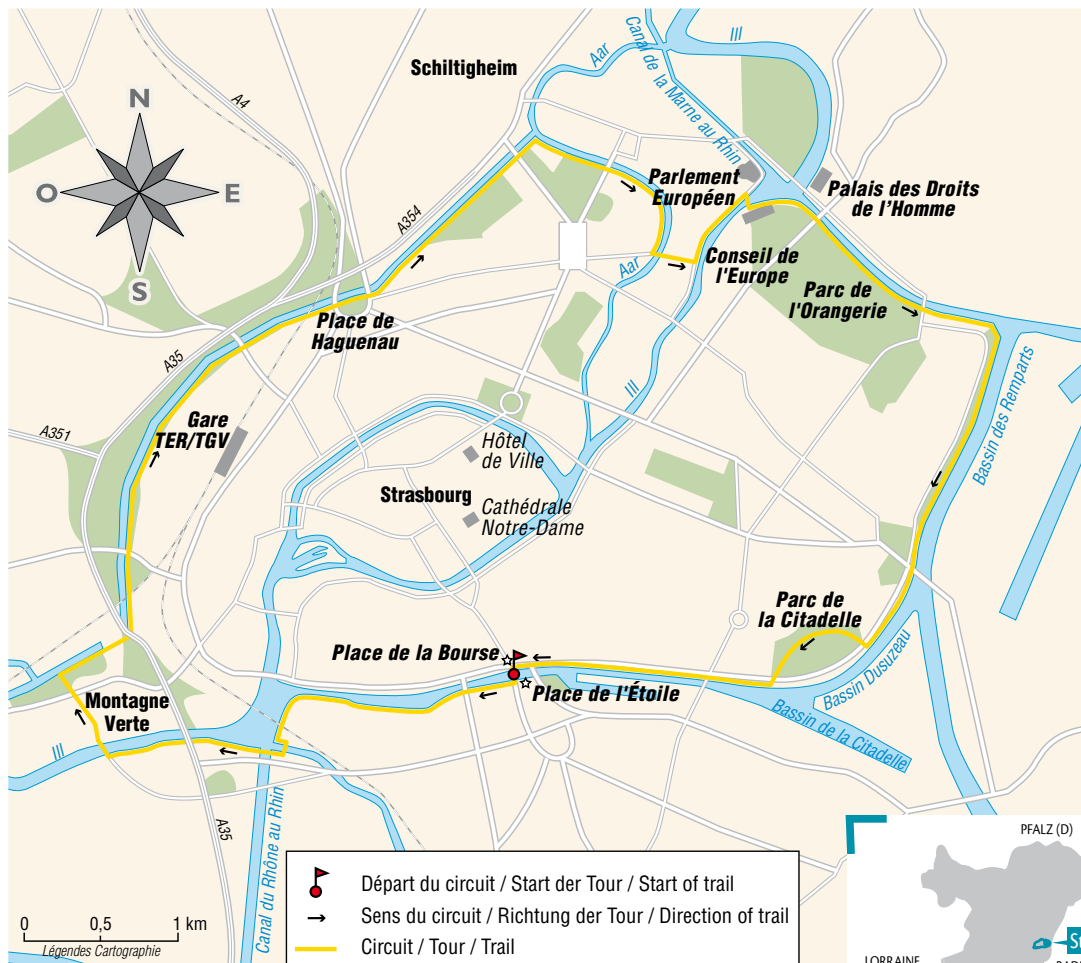 Schiltigheim
Aar
Ill
Canal de la Marne au Rhin
A4
N
O
E
S
A354
Parlement
Européen
Palais des Droits
de l'Homme
Conseil de
l'Europe
Aar
Parc de
l'Orangerie
Place de
Haguenau
A35
Ill
Bassin des Remparts
A351
Gare
TER/TGV
Hôtel
de Ville
Strasbourg
Cathédrale
Notre-Dame
Parc de
la Citadelle
Place de la Bourse
Place de l'Étoile
Bassin Dusuzeau
Bassin de la Citadelle
Montagne
Verte
Ill
A35
Canal du Rhône au Rhin
0 0,5 1 km
Légendes Cartographie
Départ du circuit / Start der Tour / Start of trail
Sens du circuit / Richtung der Tour / Direction of trail
Circuit / Tour / Trail
PFALZ (D)
LORRAINE